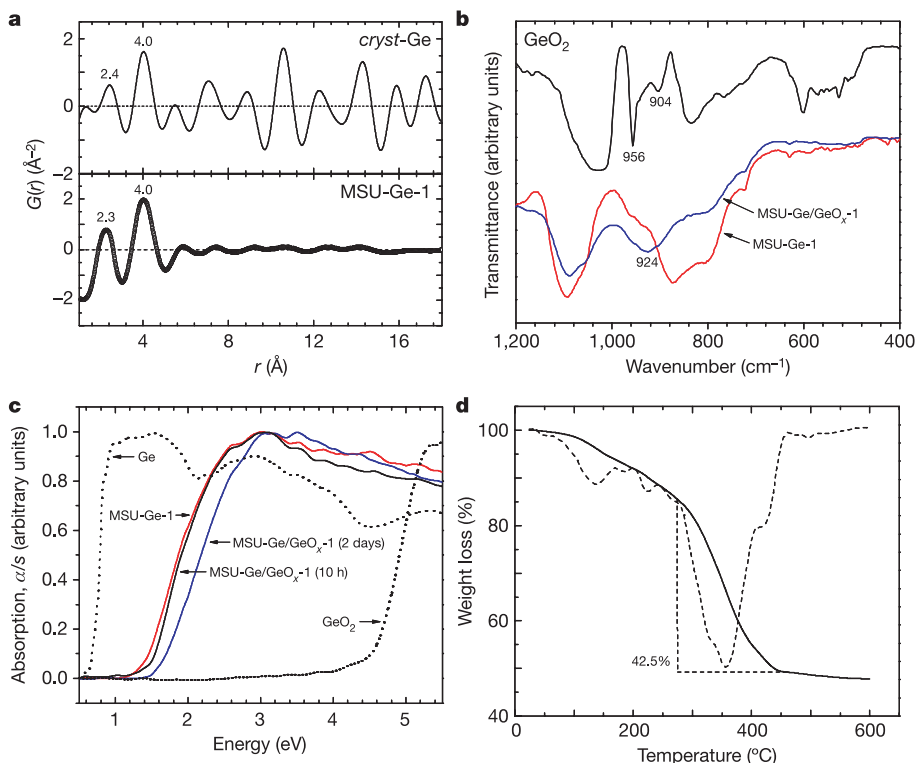 a
cryst-Ge
2.4
4.0
2
0
−2
G(r) (Å⁻²)
MSU-Ge-1
2.3
4.0
2
0
−2
4
8
12
16
r (Å)
b
GeO₂
956
904
924
MSU-Ge/GeOₓ-1
MSU-Ge-1
Transmittance (arbitrary units)
1,200
1,000
800
600
400
Wavenumber (cm⁻¹)
c
Ge
MSU-Ge-1
MSU-Ge/GeOₓ-1 (2 days)
MSU-Ge/GeOₓ-1 (10 h)
GeO₂
Absorption, α/s (arbitrary units)
1.0
0.8
0.6
0.4
0.2
0.0
1
2
3
4
5
Energy (eV)
d
42.5%
Weight loss (%)
100
80
60
40
0
200
400
600
Temperature (ºC)